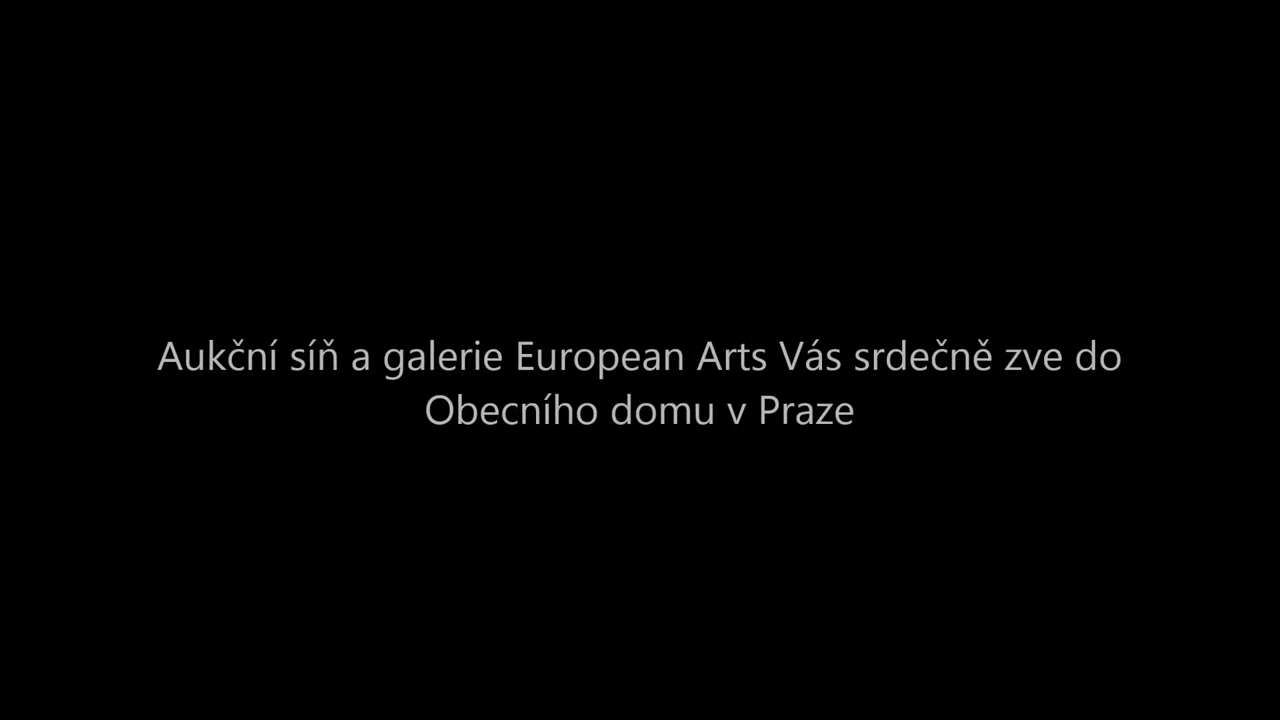 Aukční síň a galerie European Arts Vás srdečně zve do
Obecního domu v Praze